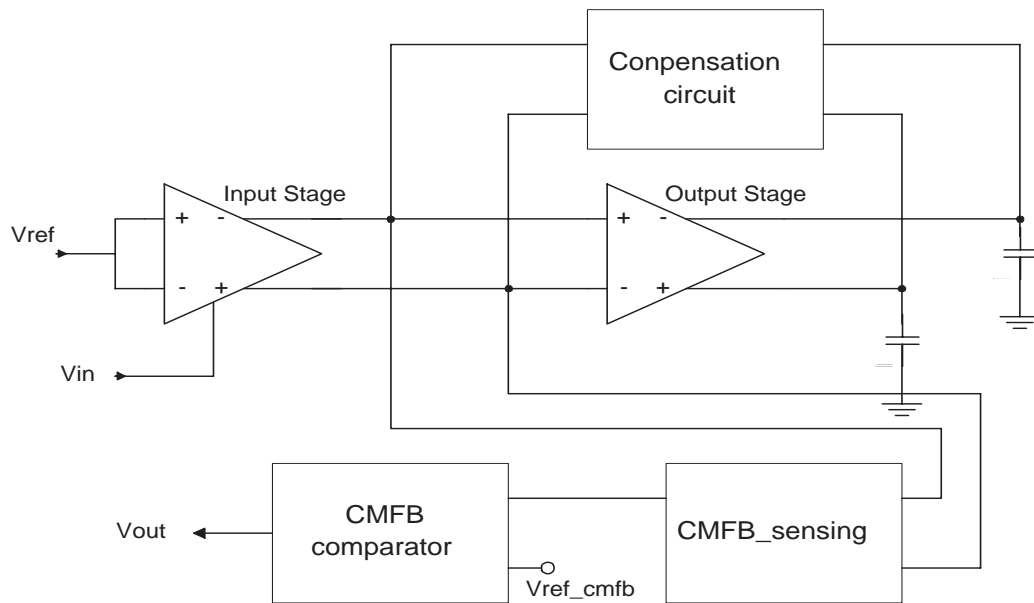 Conpensation
circuit
Input Stage
Output Stage
+ -
+ -
Vref
- +
- +
Vin
CMFB
comparator
CMFB_sensing
Vout
Vref_cmfb